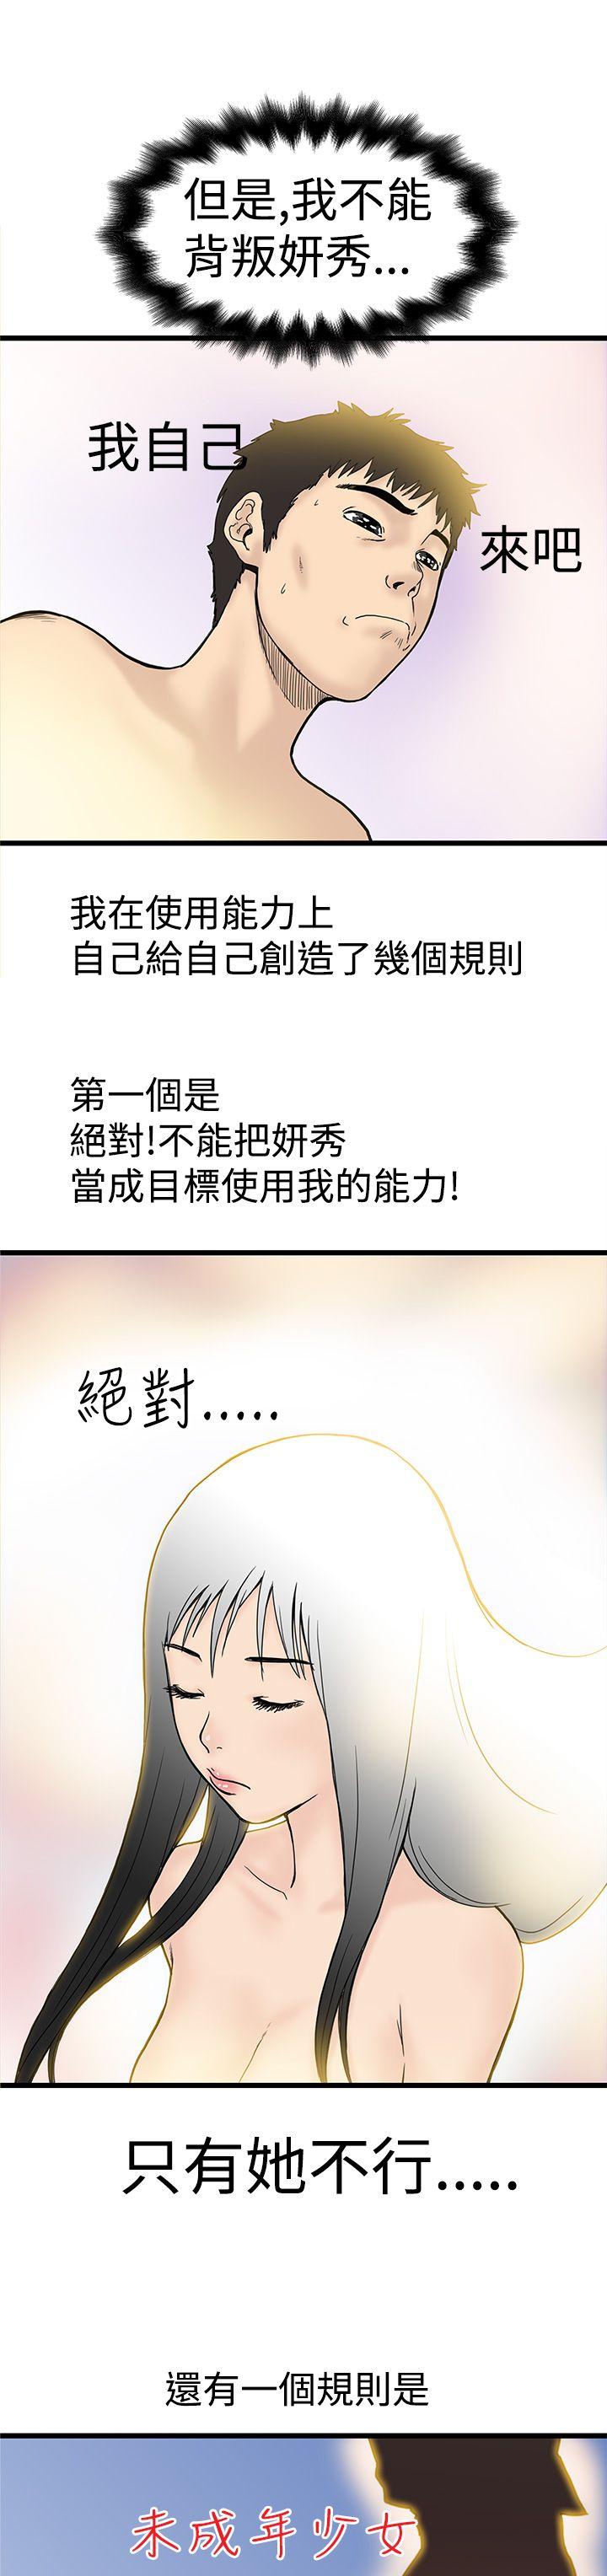 但是,我不能
背叛妍秀...
我自己
來吧
我在使用能力上
自己給自己創造了幾個規則
第一個是
絕對!不能把妍秀
當成目標使用我的能力!
絕對.....
只有她不行.....
還有一個規則是
未成年少女